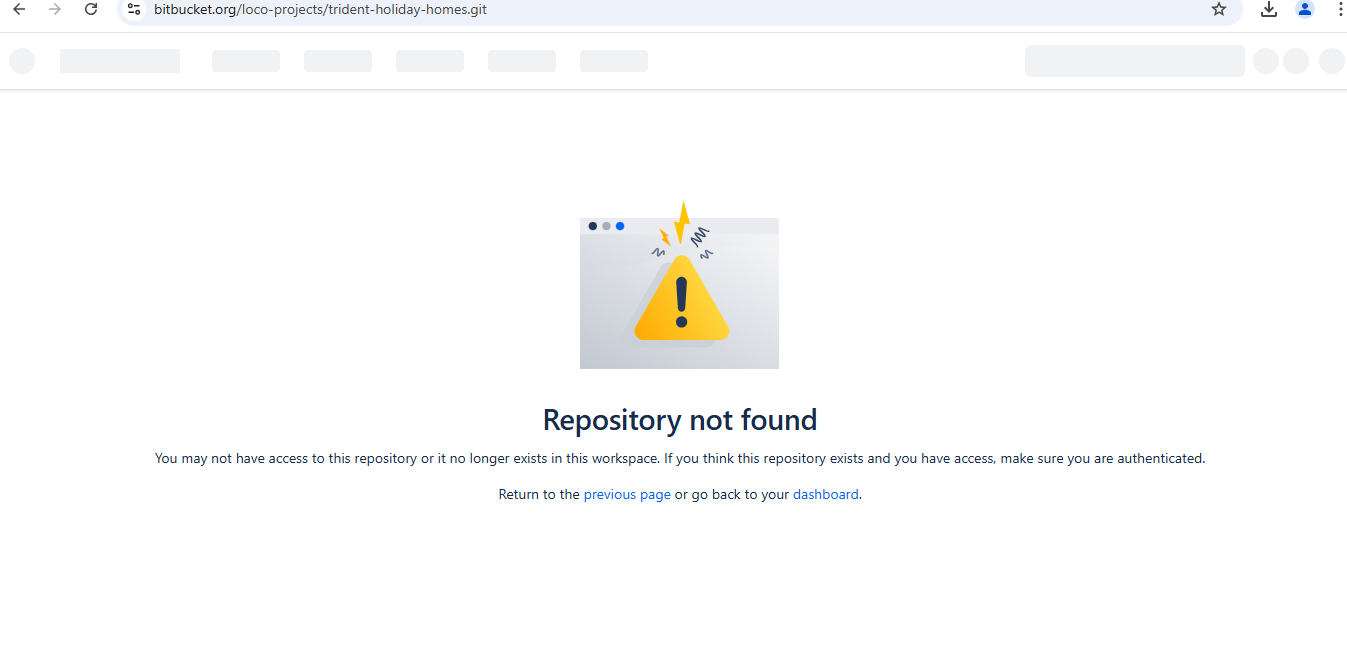 bitbucket.org/loco-projects/trident-holiday-homes.git
Repository not found
You may not have access to this repository or it no longer exists in this workspace. If you think this repository exists and you have access, make sure you are authenticated.
Return to the previous page or go back to your dashboard.